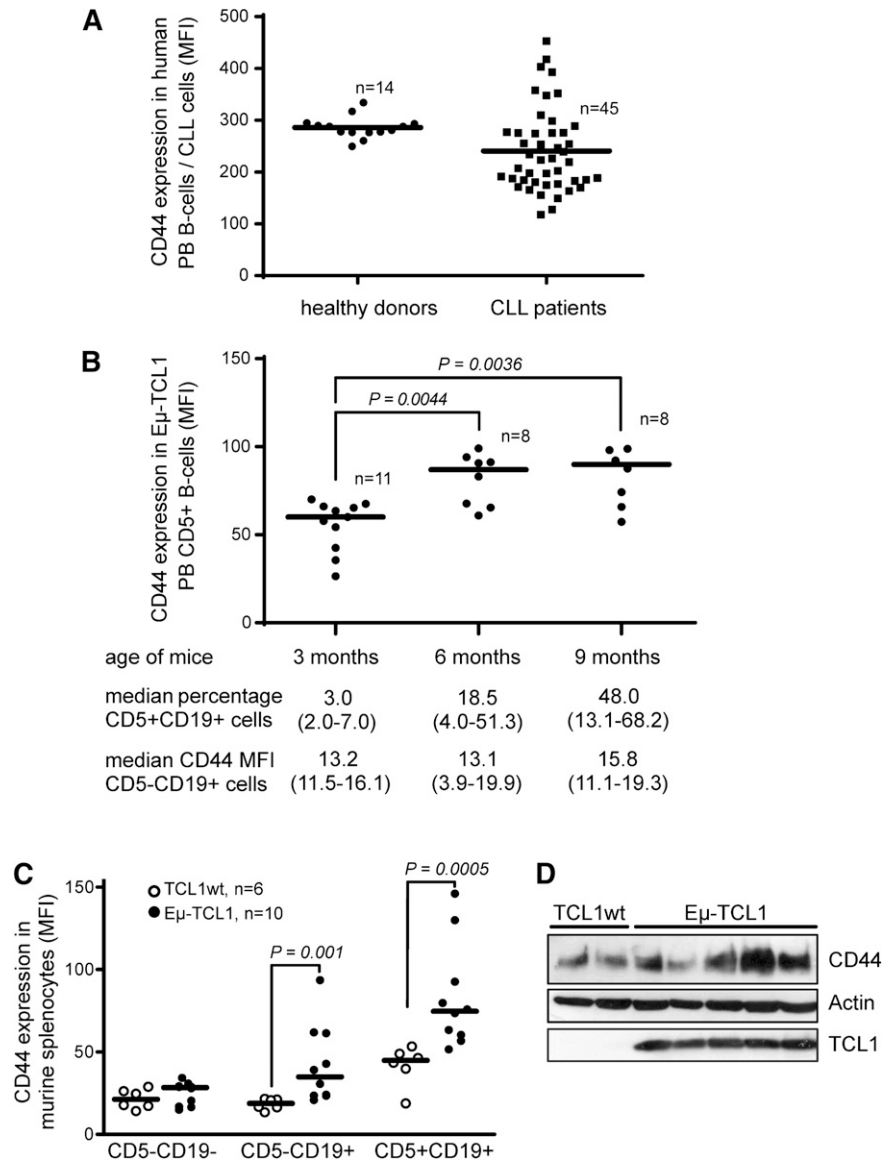 A
CD44 expression in human
PB B-cells / CLL cells (MFI)
500
400
300
200
100
0
n=14
n=45
healthy donors
CLL patients
B
CD44 expression in Eµ-TCL1
PB CD5+ B-cells (MFI)
150
100
50
0
P = 0.0036
P = 0.0044
n=11
n=8
n=8
age of mice
3 months
6 months
9 months
median percentage
CD5+CD19+ cells
3.0
(2.0-7.0)
18.5
(4.0-51.3)
48.0
(13.1-68.2)
median CD44 MFI
CD5-CD19+ cells
13.2
(11.5-16.1)
13.1
(3.9-19.9)
15.8
(11.1-19.3)
C
CD44 expression in
murine splenocytes (MFI)
150
100
50
0
TCL1wt, n=6
Eµ-TCL1, n=10
P = 0.001
P = 0.0005
CD5-CD19-
CD5-CD19+
CD5+CD19+
D
TCL1wt
Eµ-TCL1
CD44
Actin
TCL1